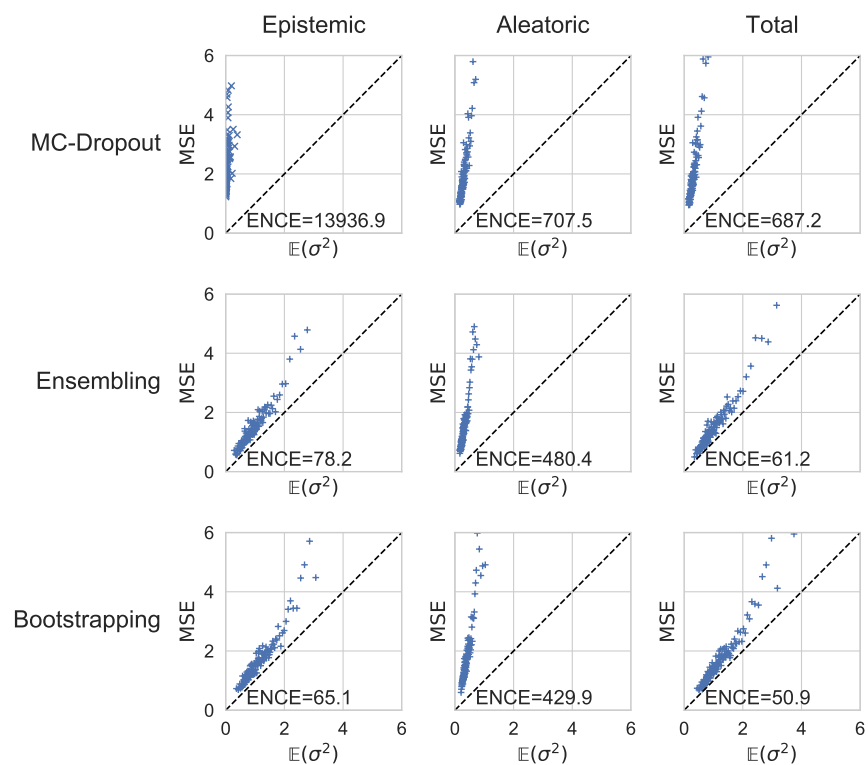 Epistemic Aleatoric Total
MC-Dropout
MSE
6
4
2
0
ENCE=13936.9
𝔼(σ²)
MSE
ENCE=707.5
𝔼(σ²)
MSE
ENCE=687.2
𝔼(σ²)
Ensembling
MSE
6
4
2
0
ENCE=78.2
𝔼(σ²)
MSE
ENCE=480.4
𝔼(σ²)
MSE
ENCE=61.2
𝔼(σ²)
Bootstrapping
MSE
6
4
2
0
ENCE=65.1
0 2 4 6
𝔼(σ²)
MSE
ENCE=429.9
0 2 4 6
𝔼(σ²)
MSE
ENCE=50.9
0 2 4 6
𝔼(σ²)